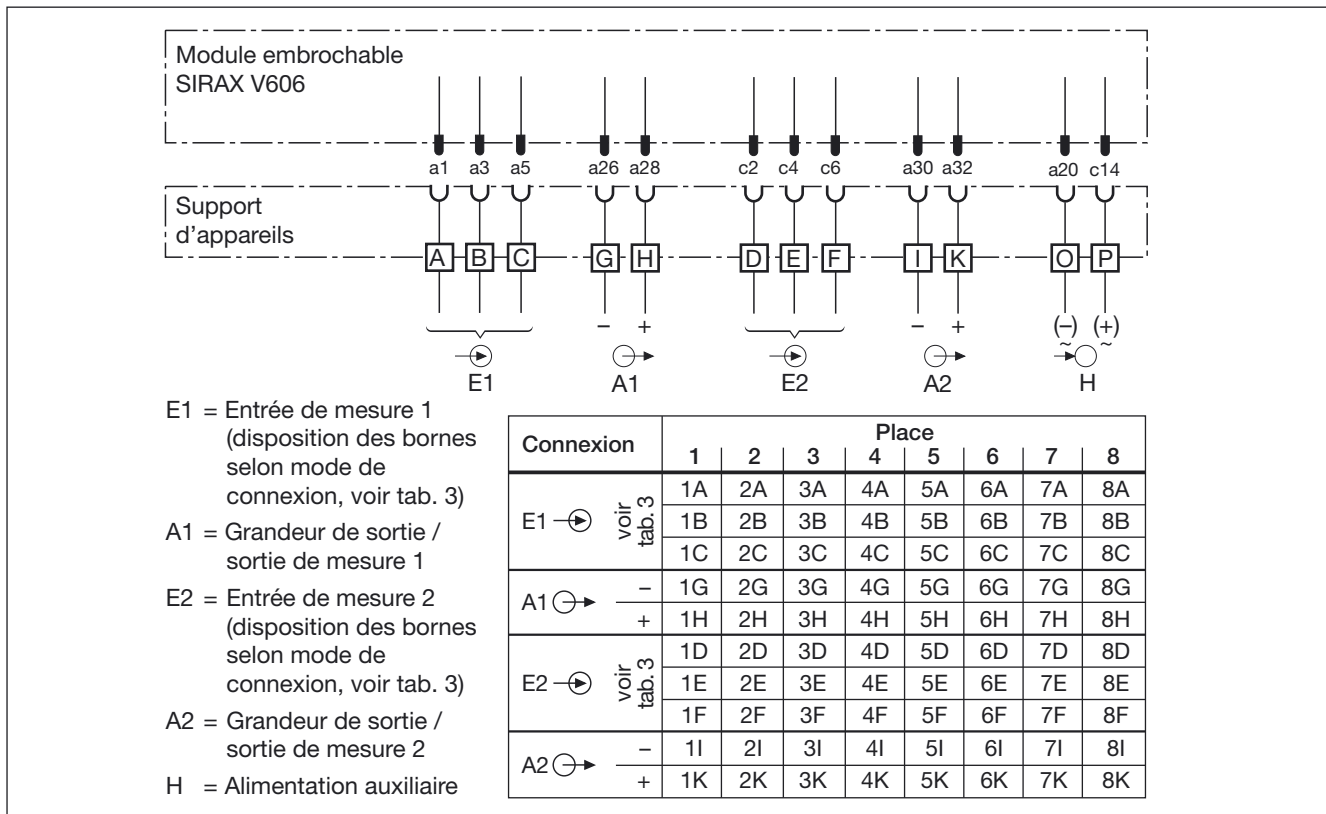 Module embrochable
SIRAX V606
a1 a3 a5 a26 a28 c2 c4 c6 a30 a32 a20 c14
Support
d'appareils
A B C G H D E F I K O P
– + – + (–) (+)
~ ~
E1 A1 E2 A2 H
E1 = Entrée de mesure 1
(disposition des bornes
selon mode de
connexion, voir tab. 3)
A1 = Grandeur de sortie /
sortie de mesure 1
E2 = Entrée de mesure 2
(disposition des bornes
selon mode de
connexion, voir tab. 3)
A2 = Grandeur de sortie /
sortie de mesure 2
H = Alimentation auxiliaire
Connexion Place
1 2 3 4 5 6 7 8
E1 voir tab. 3
1A 2A 3A 4A 5A 6A 7A 8A
1B 2B 3B 4B 5B 6B 7B 8B
1C 2C 3C 4C 5C 6C 7C 8C
A1
– 1G 2G 3G 4G 5G 6G 7G 8G
+ 1H 2H 3H 4H 5H 6H 7H 8H
E2 voir tab. 3
1D 2D 3D 4D 5D 6D 7D 8D
1E 2E 3E 4E 5E 6E 7E 8E
1F 2F 3F 4F 5F 6F 7F 8F
A2
– 1I 2I 3I 4I 5I 6I 7I 8I
+ 1K 2K 3K 4K 5K 6K 7K 8K